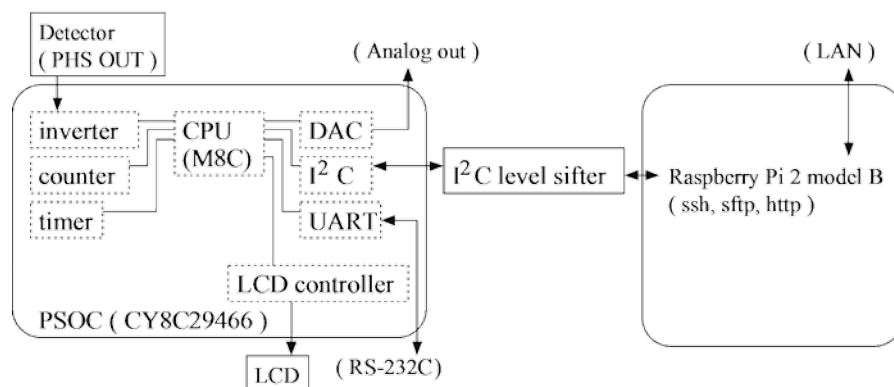 Detector
( PHS OUT )
( Analog out )
( LAN )
inverter
CPU
(M8C)
DAC
counter
I² C
timer
UART
LCD controller
PSOC ( CY8C29466 )
LCD
( RS-232C)
I² C level sifter
Raspberry Pi 2 model B
( ssh, sftp, http )